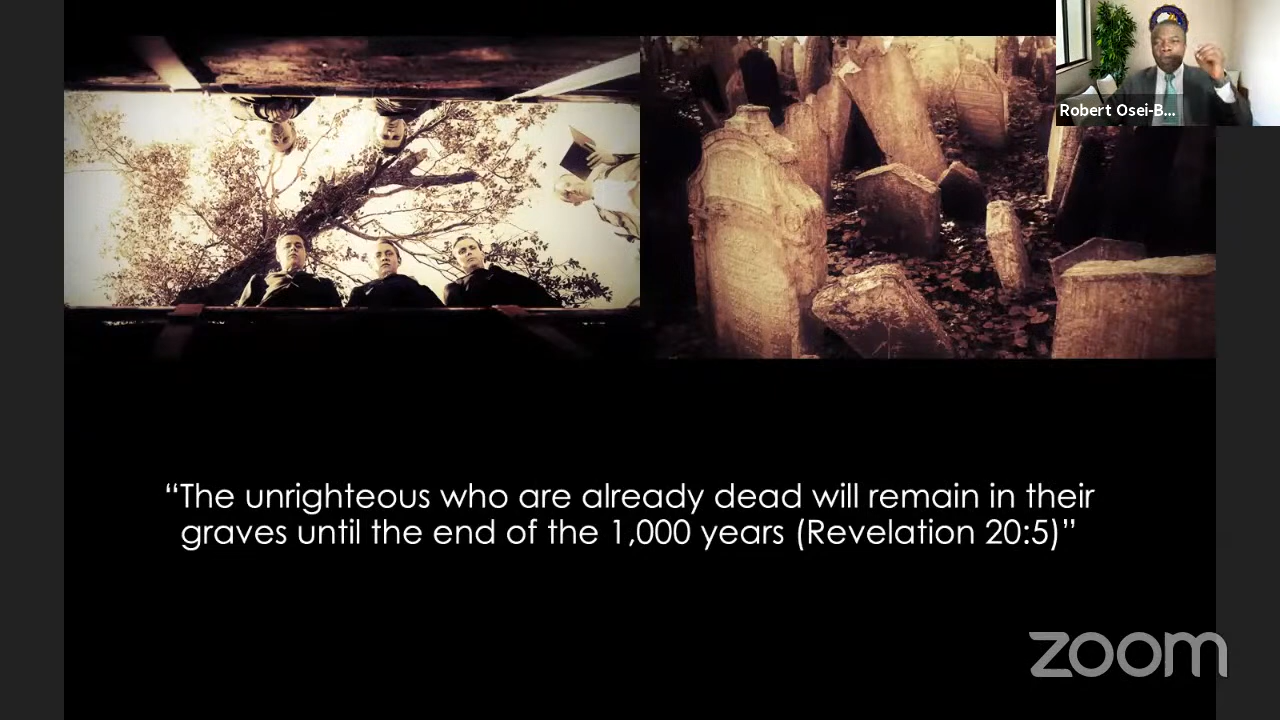 Robert Osei-B...
“The unrighteous who are already dead will remain in their
graves until the end of the 1,000 years (Revelation 20:5)”
zoom